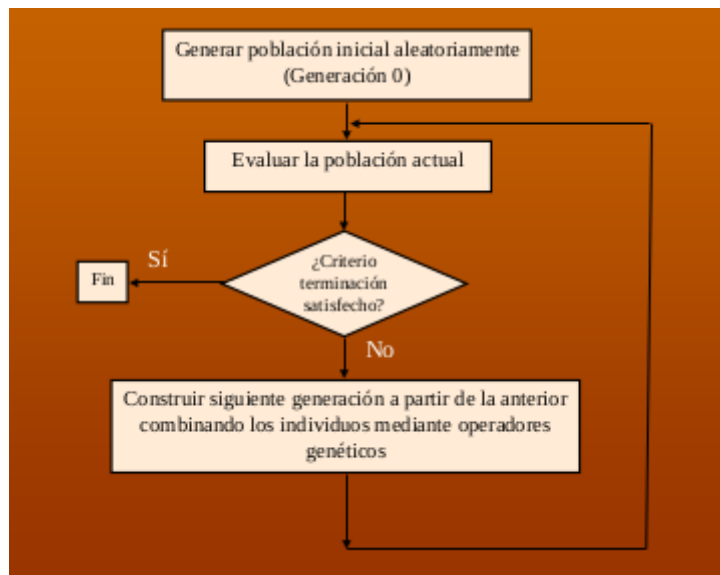 Generar población inicial aleatoriamente
(Generación 0)
Evaluar la población actual
¿Criterio
terminación
satisfecho?
Sí
Fin
No
Construir siguiente generación a partir de la anterior
combinando los individuos mediante operadores
genéticos